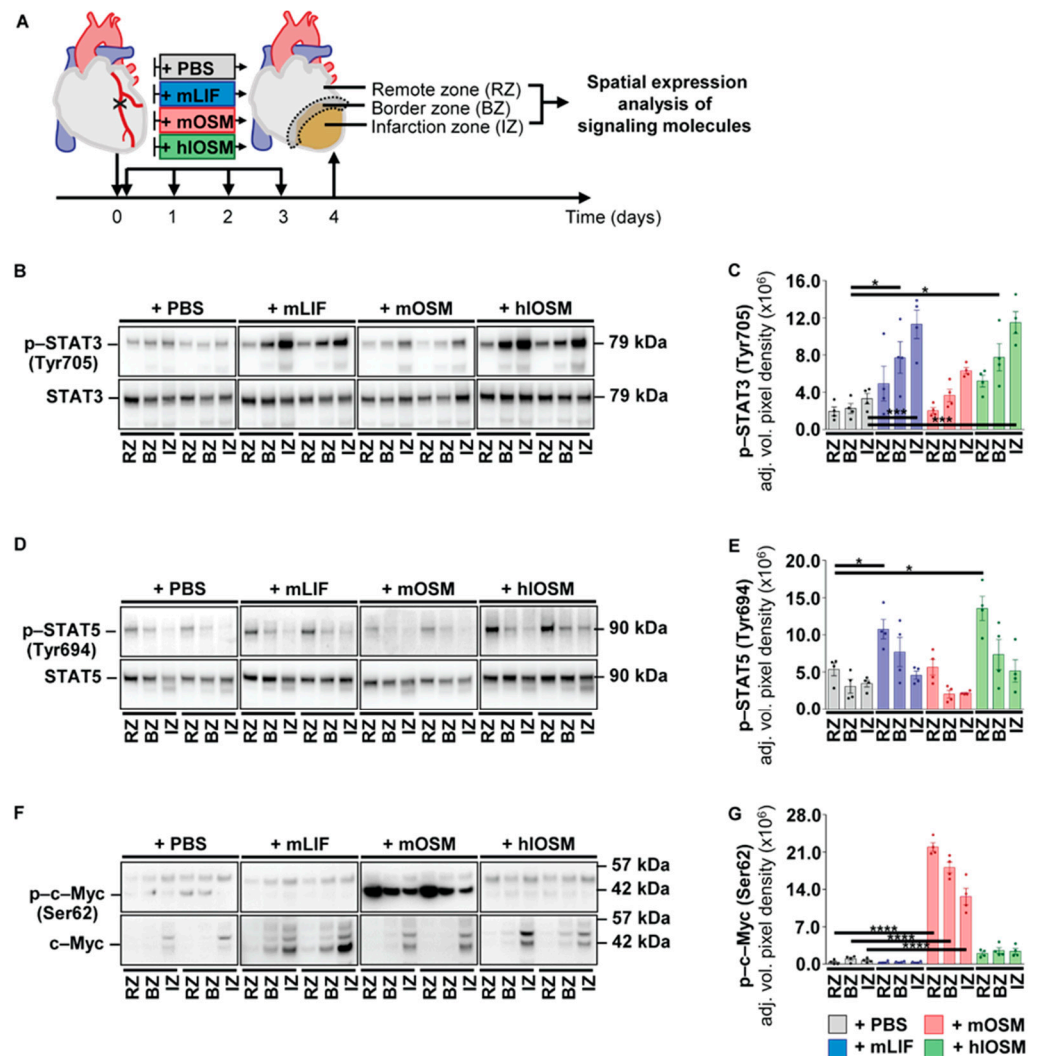 A
+ PBS
+ mLIF
+ mOSM
+ hlOSM
Remote zone (RZ)
Border zone (BZ)
Infarction zone (IZ)
Spatial expression
analysis of
signaling molecules
0 1 2 3 4 Time (days)
B
+ PBS + mLIF + mOSM + hlOSM
p–STAT3
(Tyr705)
79 kDa
STAT3
79 kDa
RZ BZ IZ RZ BZ IZ RZ BZ IZ RZ BZ IZ RZ BZ IZ RZ BZ IZ RZ BZ IZ RZ BZ IZ
C
p–STAT3 (Tyr705)
adj. vol. pixel density (x10⁶)
16.0
12.0
8.0
4.0
0.0
*
*
***
***
RZ BZ IZ RZ BZ IZ RZ BZ IZ RZ BZ IZ
D
+ PBS + mLIF + mOSM + hlOSM
p–STAT5
(Tyr694)
90 kDa
STAT5
90 kDa
RZ BZ IZ RZ BZ IZ RZ BZ IZ RZ BZ IZ RZ BZ IZ RZ BZ IZ RZ BZ IZ RZ BZ IZ
E
p–STAT5 (Tyr694)
adj. vol. pixel density (x10⁶)
20.0
15.0
10.0
5.0
0.0
*
*
RZ BZ IZ RZ BZ IZ RZ BZ IZ RZ BZ IZ
F
+ PBS + mLIF + mOSM + hlOSM
57 kDa
p–c–Myc
(Ser62)
42 kDa
57 kDa
c–Myc
42 kDa
RZ BZ IZ RZ BZ IZ RZ BZ IZ RZ BZ IZ RZ BZ IZ RZ BZ IZ RZ BZ IZ RZ BZ IZ
G
p–c–Myc (Ser62)
adj. vol. pixel density (x10⁶)
28.0
21.0
14.0
7.0
0.0
****
****
****
RZ BZ IZ RZ BZ IZ RZ BZ IZ RZ BZ IZ
+ PBS + mOSM
+ mLIF + hlOSM